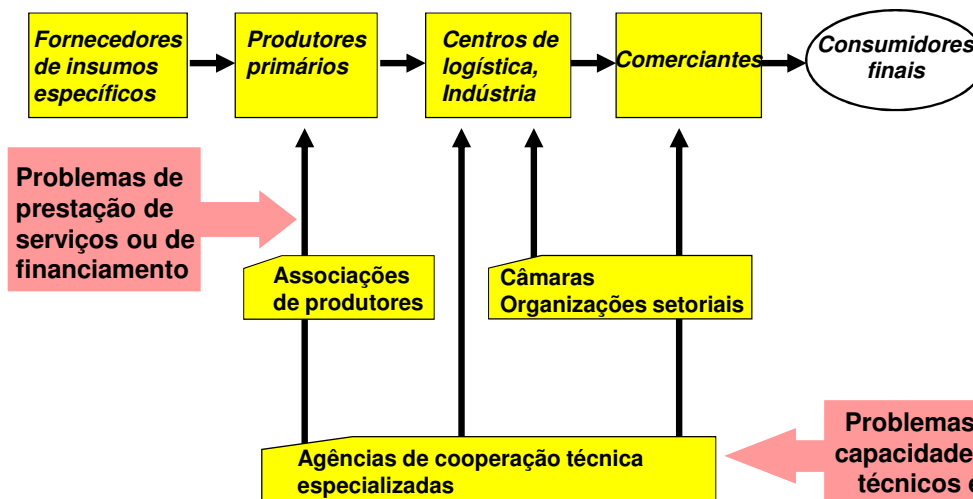 Fornecedores
de insumos
específicos
Produtores
primários
Centros de
logística,
Indústria
Comerciantes
Consumidores
finais
Problemas de
prestação de
serviços ou de
financiamento
Associações
de produtores
Câmaras
Organizações setoriais
Agências de cooperação técnica
especializadas
Problemas
capacidade
técnicos e